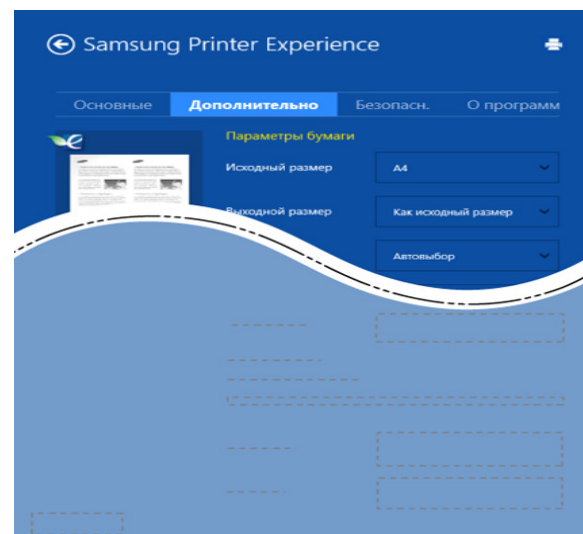 Samsung Printer Experience
Основные Дополнительно Безопасн. О программ
Параметры бумаги
Исходный размер A4
Выходной размер Как исходный размер
Автовыбор